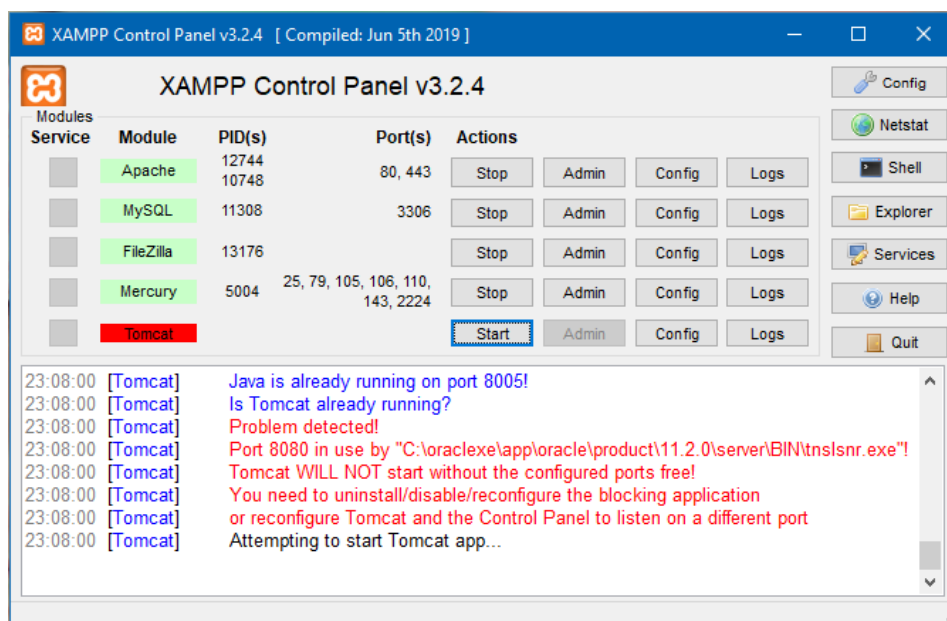 XAMPP Control Panel v3.2.4 [ Compiled: Jun 5th 2019 ]
XAMPP Control Panel v3.2.4
Config
Modules
Service Module PID(s) Port(s) Actions
Netstat
Apache 12744 10748 80, 443 Stop Admin Config Logs
Shell
MySQL 11308 3306 Stop Admin Config Logs
Explorer
FileZilla 13176 Stop Admin Config Logs
Services
Mercury 5004 25, 79, 105, 106, 110, 143, 2224 Stop Admin Config Logs
Help
Tomcat Start Admin Config Logs
Quit
23:08:00 [Tomcat] Java is already running on port 8005!
23:08:00 [Tomcat] Is Tomcat already running?
23:08:00 [Tomcat] Problem detected!
23:08:00 [Tomcat] Port 8080 in use by "C:\oraclexe\app\oracle\product\11.2.0\server\BIN\tnslsnr.exe"!
23:08:00 [Tomcat] Tomcat WILL NOT start without the configured ports free!
23:08:00 [Tomcat] You need to uninstall/disable/reconfigure the blocking application
23:08:00 [Tomcat] or reconfigure Tomcat and the Control Panel to listen on a different port
23:08:00 [Tomcat] Attempting to start Tomcat app...